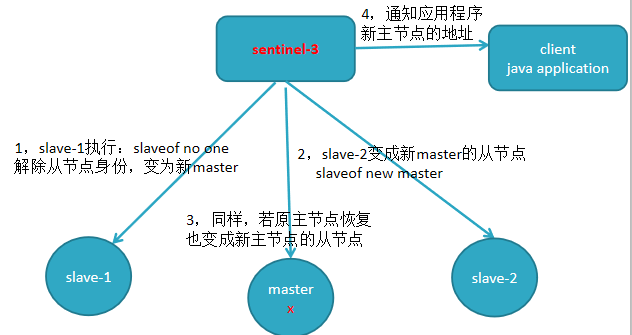 4，通知应用程序
新主节点的地址
sentinel-3
client
java application
1，slave-1执行：slaveof no one
解除从节点身份，变为新master
2，slave-2变成新master的从节点
slaveof new master
3，同样，若原主节点恢复
也变成新主节点的从节点
slave-1
master
x
slave-2